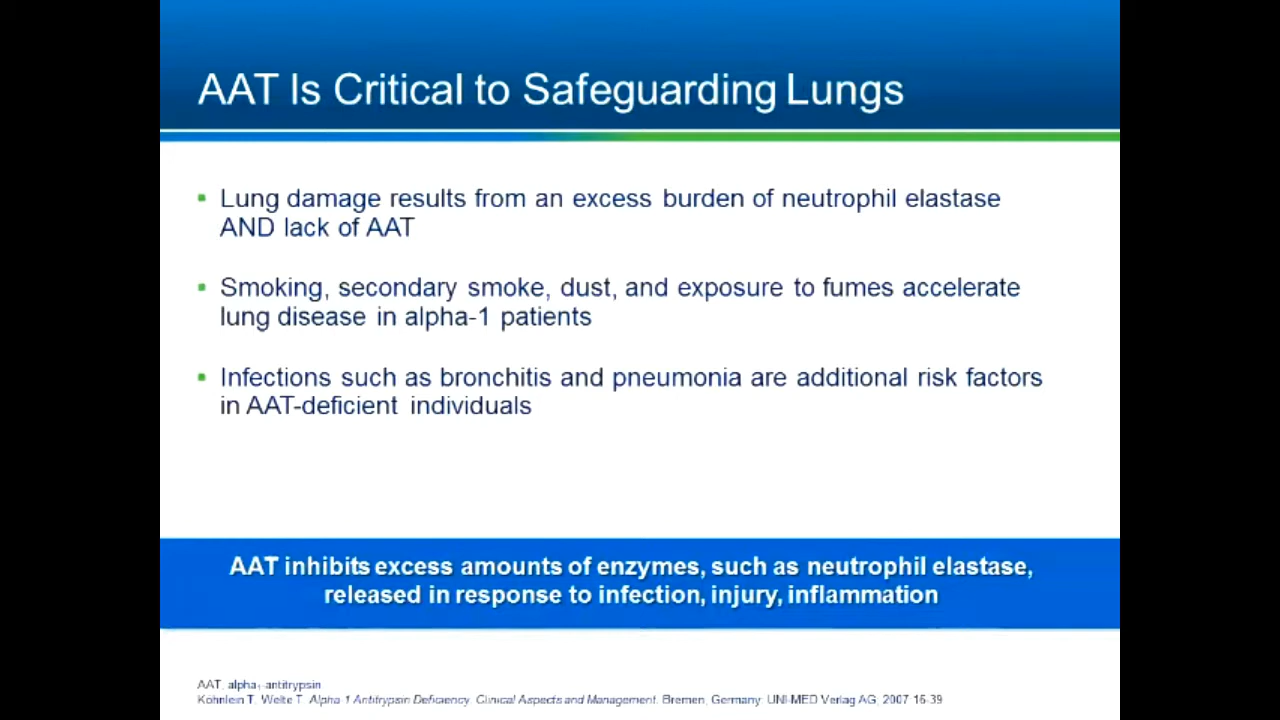 AAT Is Critical to Safeguarding Lungs
▪ Lung damage results from an excess burden of neutrophil elastase
AND lack of AAT
▪ Smoking, secondary smoke, dust, and exposure to fumes accelerate
lung disease in alpha-1 patients
▪ Infections such as bronchitis and pneumonia are additional risk factors
in AAT-deficient individuals
AAT inhibits excess amounts of enzymes, such as neutrophil elastase,
released in response to infection, injury, inflammation
AAT, alpha₁-antitrypsin
Köhnlein T, Welte T. Alpha-1 Antitrypsin Deficiency: Clinical Aspects and Management. Bremen, Germany: UNI-MED Verlag AG, 2007:16-39